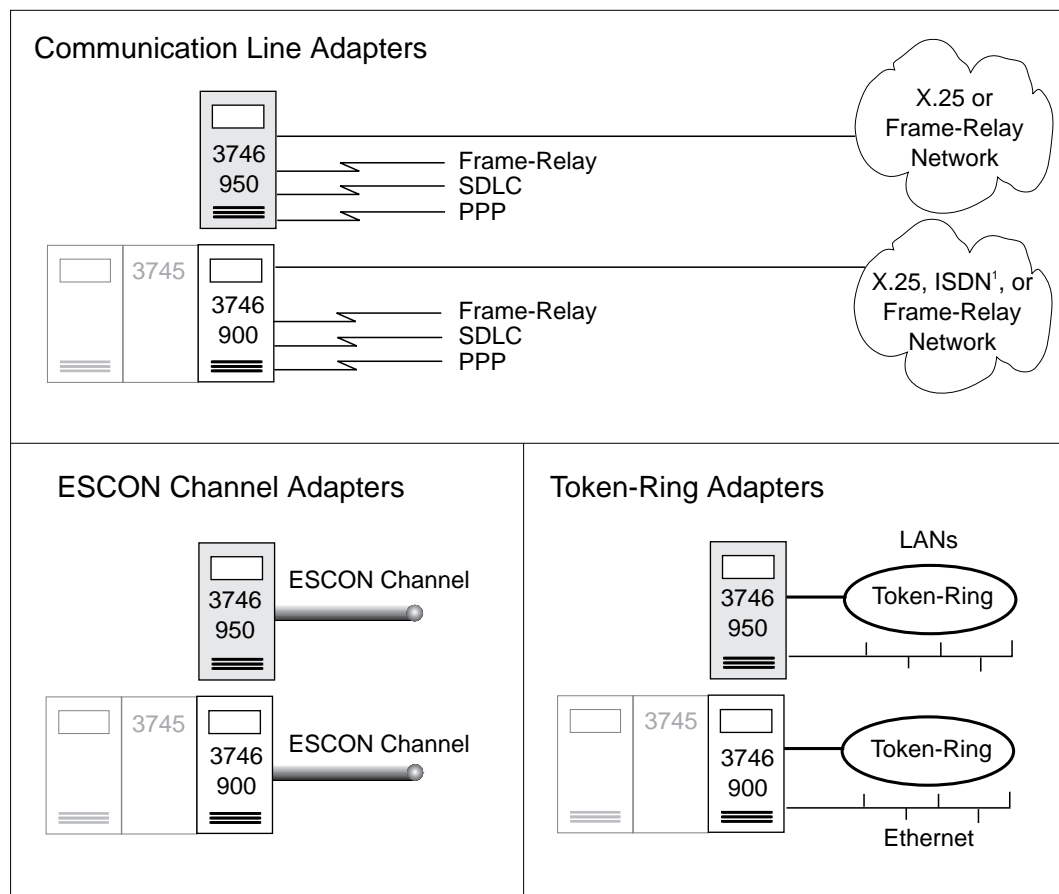 Communication Line Adapters
3746
950
Frame-Relay
SDLC
PPP
X.25 or
Frame-Relay
Network
3745
3746
900
Frame-Relay
SDLC
PPP
X.25, ISDN¹, or
Frame-Relay
Network
ESCON Channel Adapters
3746
950
ESCON Channel
3745
3746
900
ESCON Channel
Token-Ring Adapters
3746
950
LANs
Token-Ring
3745
3746
900
Token-Ring
Ethernet